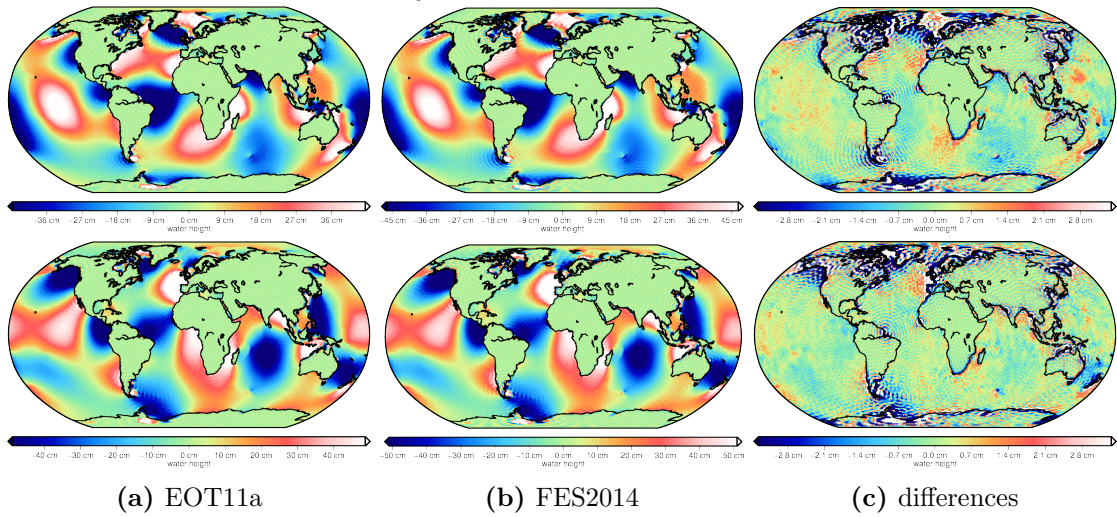 -36 cm -27 cm -18 cm -9 cm 0 cm 9 cm 18 cm 27 cm 36 cm
water height
-45 cm -36 cm -27 cm -18 cm -9 cm 0 cm 9 cm 18 cm 27 cm 36 cm 45 cm
water height
-2.8 cm -2.1 cm -1.4 cm -0.7 cm 0.0 cm 0.7 cm 1.4 cm 2.1 cm 2.8 cm
water height
-40 cm -30 cm -20 cm -10 cm 0 cm 10 cm 20 cm 30 cm 40 cm
water height
-50 cm -40 cm -30 cm -20 cm -10 cm 0 cm 10 cm 20 cm 30 cm 40 cm 50 cm
water height
-2.8 cm -2.1 cm -1.4 cm -0.7 cm 0.0 cm 0.7 cm 1.4 cm 2.1 cm 2.8 cm
water height
(a) EOT11a
(b) FES2014
(c) differences